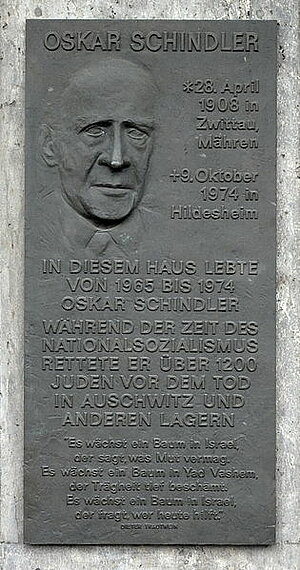 OSKAR SCHINDLER
*28. April
1908 in
Zwittau,
Mähren
+9. Oktober
1974 in
Hildesheim
IN DIESEM HAUS LEBTE
VON 1965 BIS 1974
OSKAR SCHINDLER
WÄHREND DER ZEIT DES
NATIONALSOZIALISMUS
RETTETE ER ÜBER 1200
JUDEN VOR DEM TOD
IN AUSCHWITZ UND
ANDEREN LAGERN
"Es wächst ein Baum in Israel,
der sagt, was Mut vermag.
Es wächst ein Baum in Yad Vashem,
der Trägheit tief beschämt.
Es wächst ein Baum in Israel,
der fragt, wer heute hilft."
DIETER TRAUTWEIN